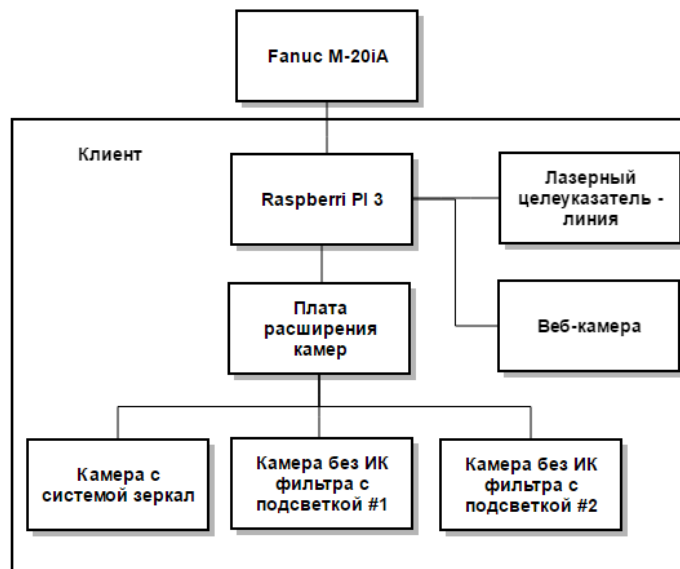 Fanuc M-20iA
Клиент
Raspberri PI 3
Лазерный
целеуказатель -
линия
Плата
расширения
камер
Веб-камера
Камера с
системой зеркал
Камера без ИК
фильтра с
подсветкой #1
Камера без ИК
фильтра с
подсветкой #2